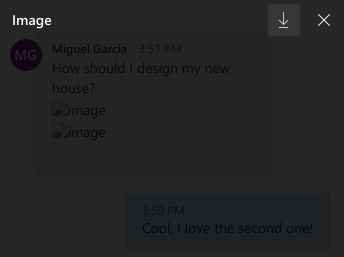 Image
MG
Miguel Garcia 3:51 PM
How should I design my new
house?
image
image
3:50 PM
Cool, I love the second one!